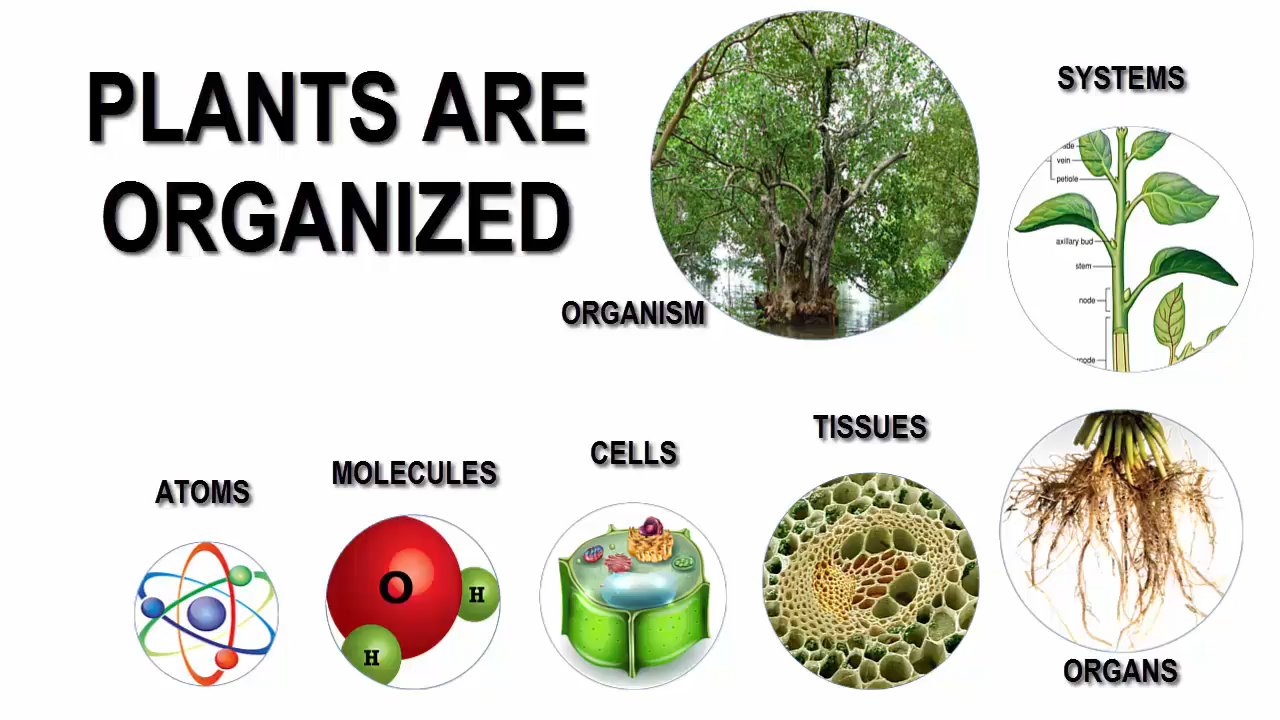 PLANTS ARE
ORGANIZED
ORGANISM
SYSTEMS
vein
petiole
axillary bud
stem
node
ATOMS
MOLECULES
O
H
H
CELLS
TISSUES
ORGANS